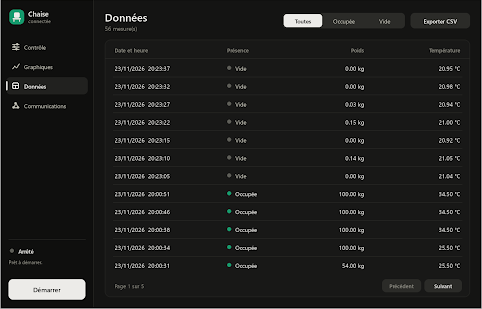 Chaise
connectée
Contrôle
Graphiques
Données
Communications
Arrêté
Prêt à démarrer.
Démarrer
Données
56 mesure(s)
Toutes Occupée Vide Exporter CSV
Date et heure Présence Poids Température
23/11/2026 20:23:37 Vide 0.00 kg 20.95 °C
23/11/2026 20:23:32 Vide 0.00 kg 20.98 °C
23/11/2026 20:23:27 Vide 0.03 kg 20.94 °C
23/11/2026 20:23:22 Vide 0.15 kg 21.00 °C
23/11/2026 20:23:15 Vide 0.00 kg 20.92 °C
23/11/2026 20:23:10 Vide 0.14 kg 21.05 °C
23/11/2026 20:23:05 Vide 0.00 kg 21.04 °C
23/11/2026 20:00:51 Occupée 100.00 kg 34.50 °C
23/11/2026 20:00:46 Occupée 100.00 kg 34.50 °C
23/11/2026 20:00:38 Occupée 100.00 kg 34.50 °C
23/11/2026 20:00:34 Occupée 100.00 kg 25.50 °C
23/11/2026 20:00:31 Occupée 54.00 kg 25.50 °C
Page 1 sur 5 Précédent Suivant